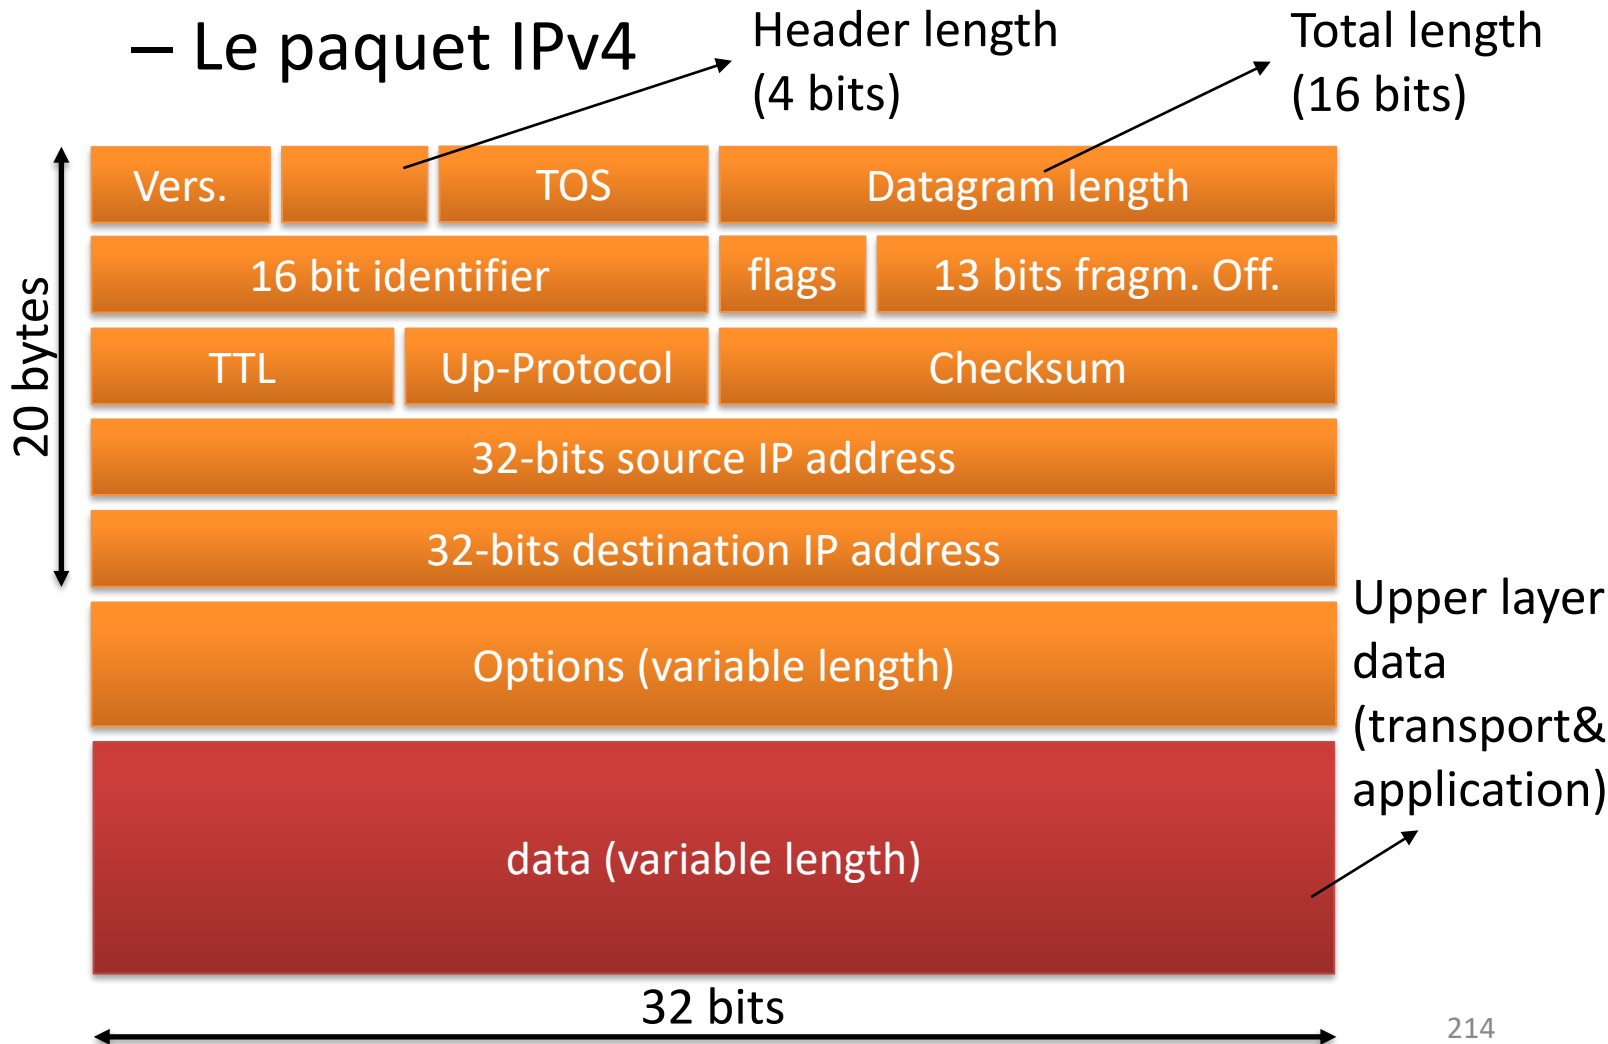 – Le paquet IPv4
Header length
(4 bits)
Total length
(16 bits)
Vers.
TOS
Datagram length
16 bit identifier
flags
13 bits fragm. Off.
TTL
Up-Protocol
Checksum
32-bits source IP address
32-bits destination IP address
20 bytes
Options (variable length)
Upper layer
data
(transport&
application)
data (variable length)
32 bits
214